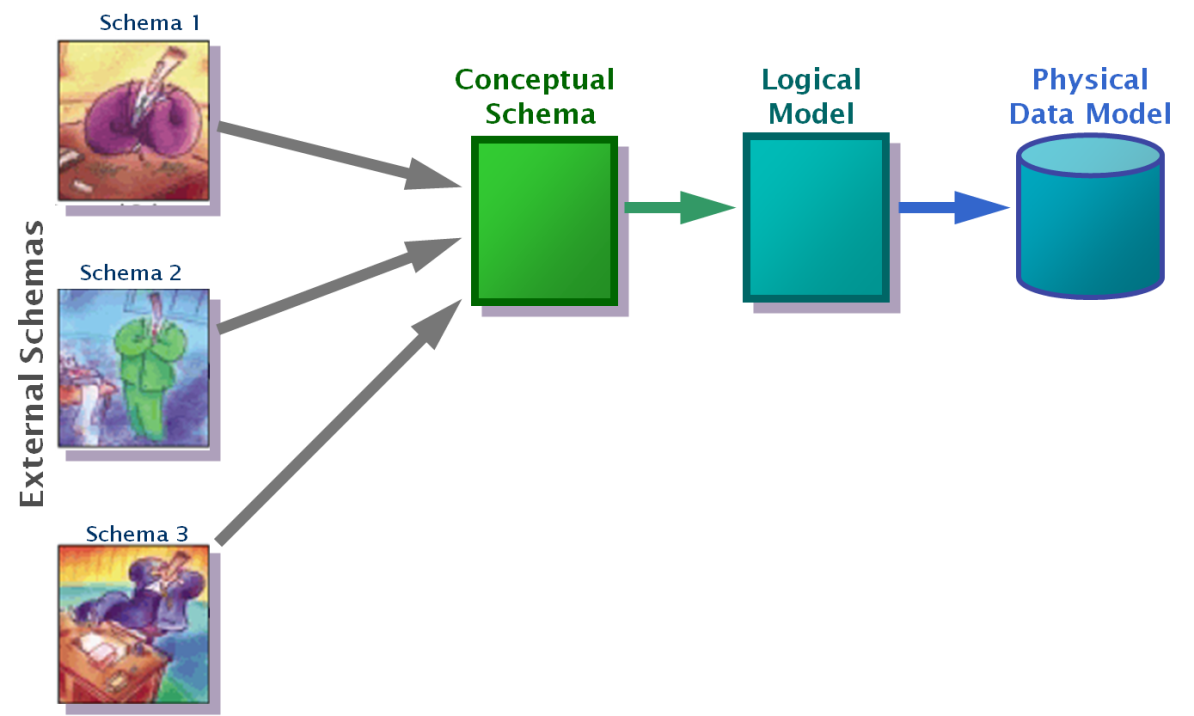 Schema 1
Conceptual
Schema
Logical
Model
Physical
Data Model
External Schemas
Schema 2
Schema 3